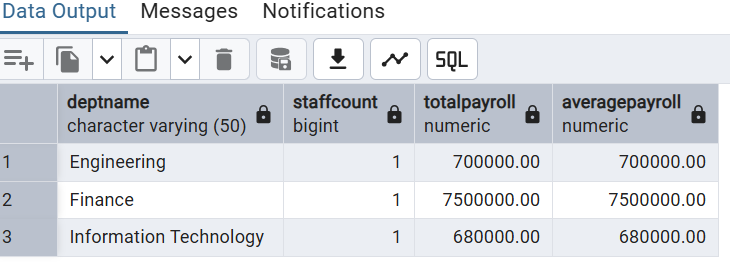 Data Output Messages Notifications
SQL
deptname staffcount totalpayroll averagepayroll
character varying (50) bigint numeric numeric
1 Engineering 1 700000.00 700000.00
2 Finance 1 7500000.00 7500000.00
3 Information Technology 1 680000.00 680000.00